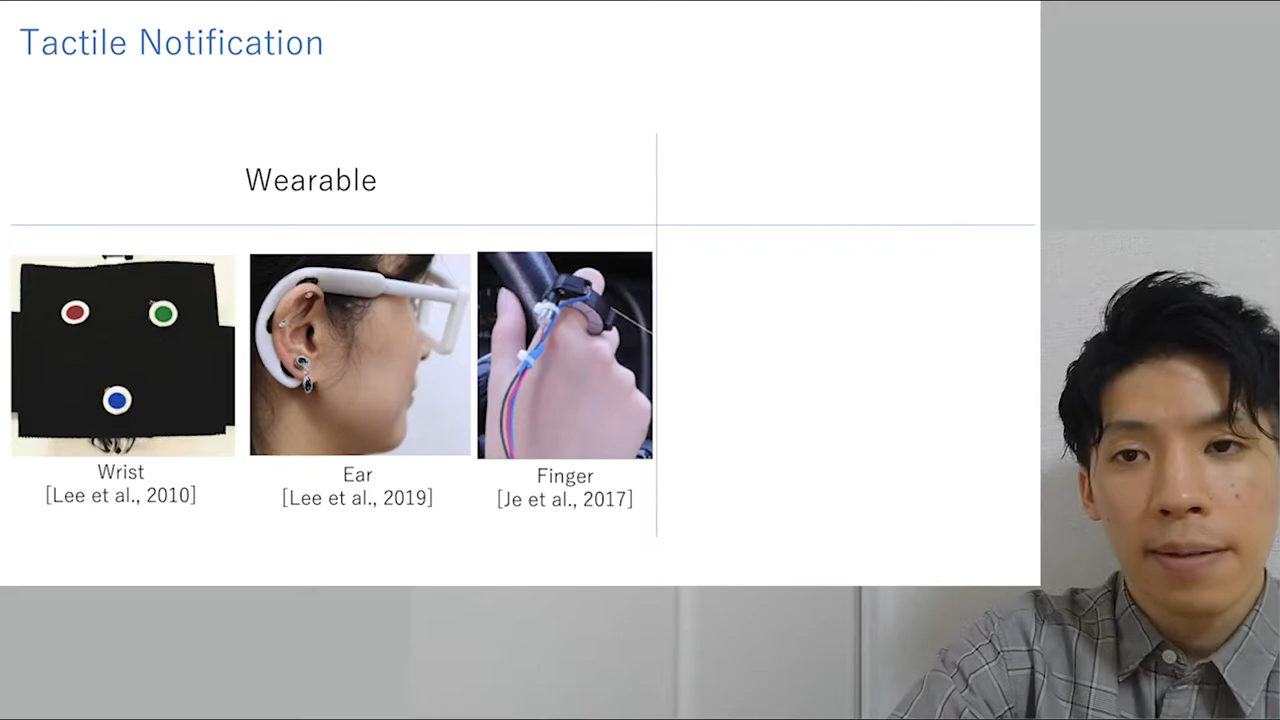 Tactile Notification
Wearable
Wrist
[Lee et al., 2010]
Ear
[Lee et al., 2019]
Finger
[Je et al., 2017]